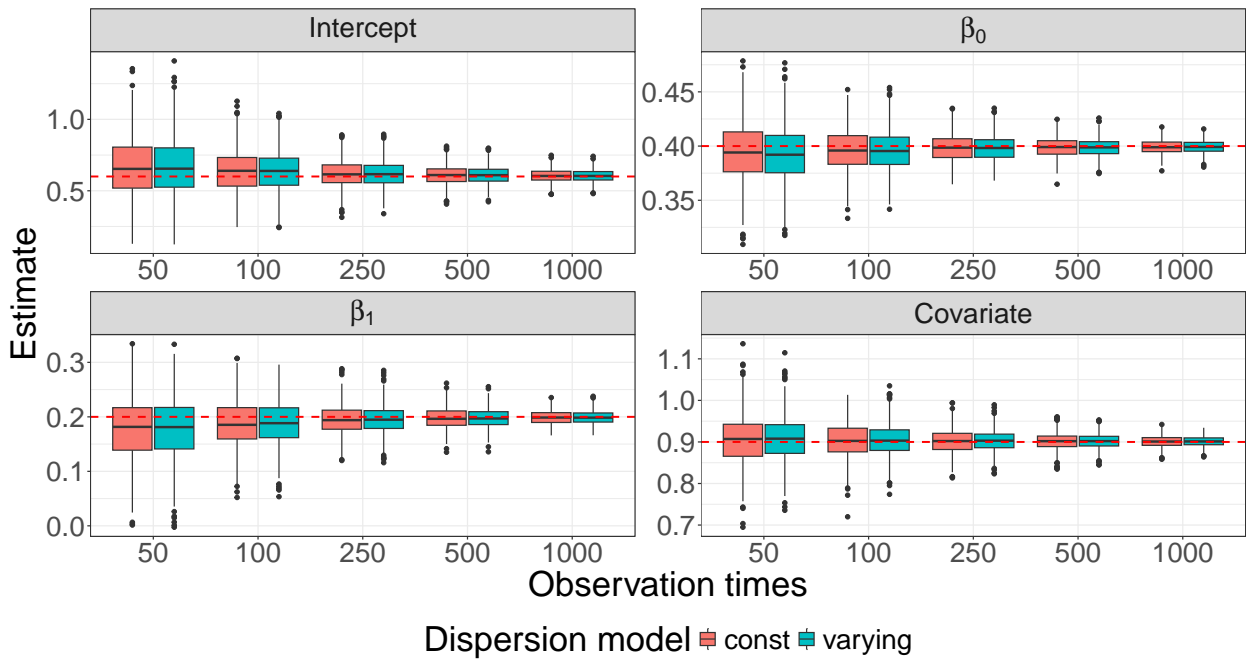 Intercept
β0
1.0
0.5
0.45
0.40
0.35
50 100 250 500 1000
50 100 250 500 1000
β1
Covariate
0.3
0.2
0.1
0.0
1.1
1.0
0.9
0.8
0.7
50 100 250 500 1000
50 100 250 500 1000
Estimate
Observation times
Dispersion model const varying